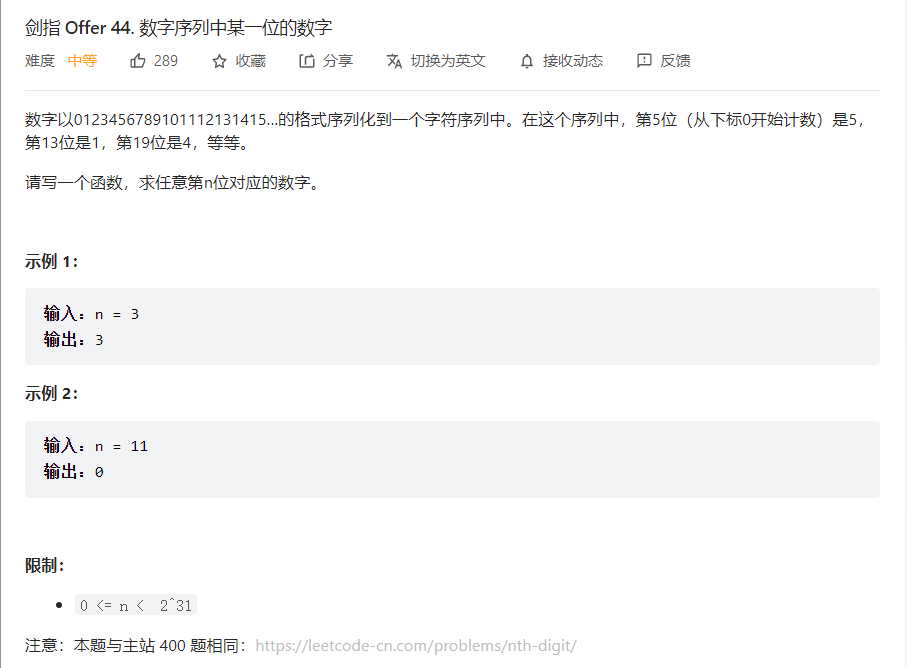 剑指 Offer 44. 数字序列中某一位的数字
难度 中等 289 收藏 分享 切换为英文 接收动态 反馈
数字以0123456789101112131415…的格式序列化到一个字符序列中。在这个序列中，第5位（从下标0开始计数）是5，
第13位是1，第19位是4，等等。
请写一个函数，求任意第n位对应的数字。
示例 1：
输入：n = 3
输出：3
示例 2：
输入：n = 11
输出：0
限制：
• 0 <= n < 2^31
注意：本题与主站 400 题相同：https://leetcode-cn.com/problems/nth-digit/